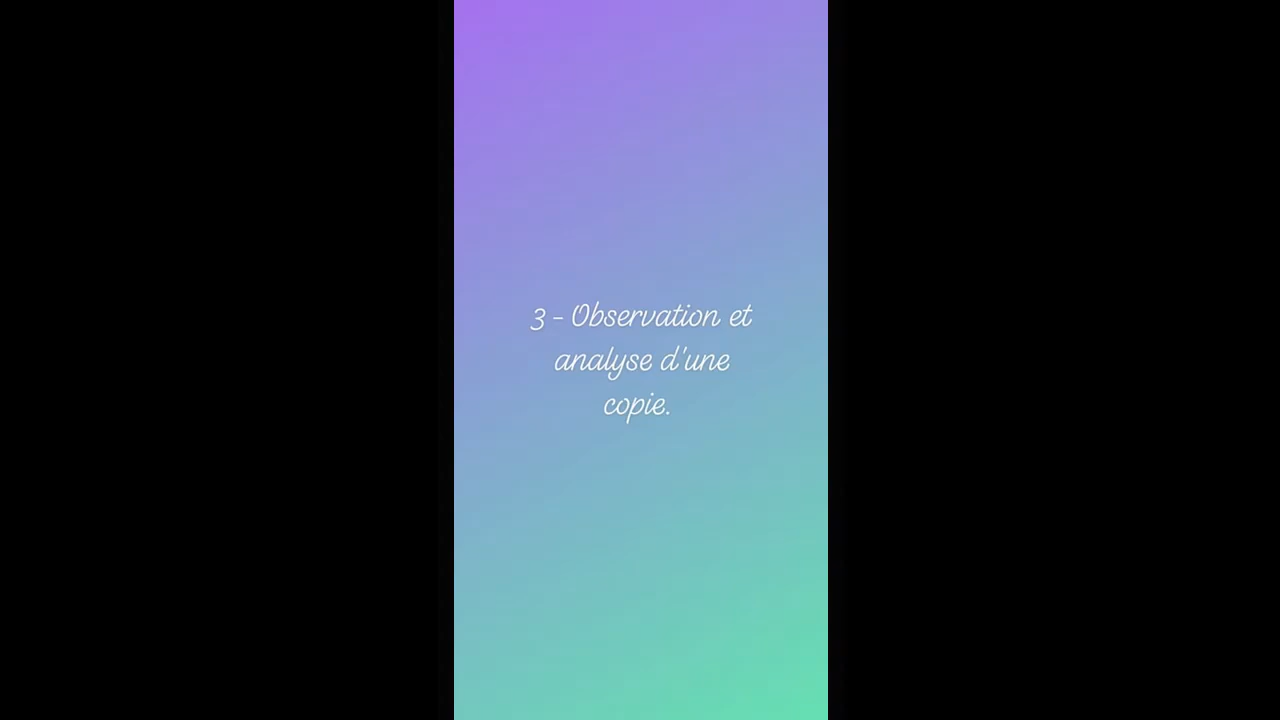 3 - Observation et
analyse d'une
copie.